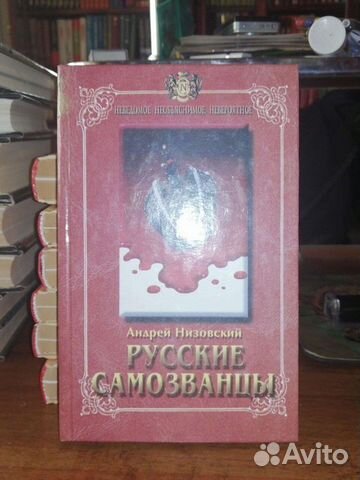 НЕВЕДОМОЕ НЕОБЪЯСНИМОЕ НЕВЕРОЯТНОЕ
Андрей Низовский
РУССКИЕ
САМОЗВАНЦЫ
Avito